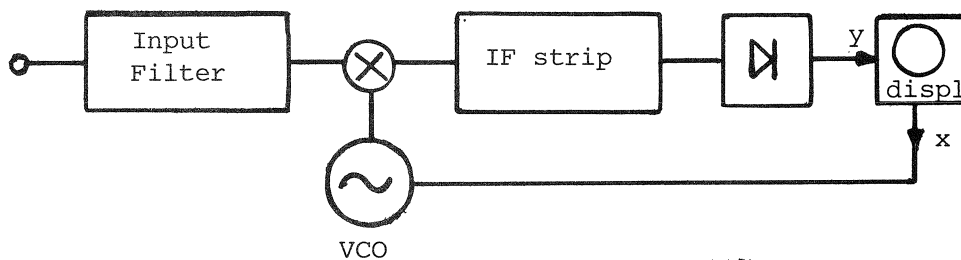 Input
Filter
IF strip
y
displ
x
VCO